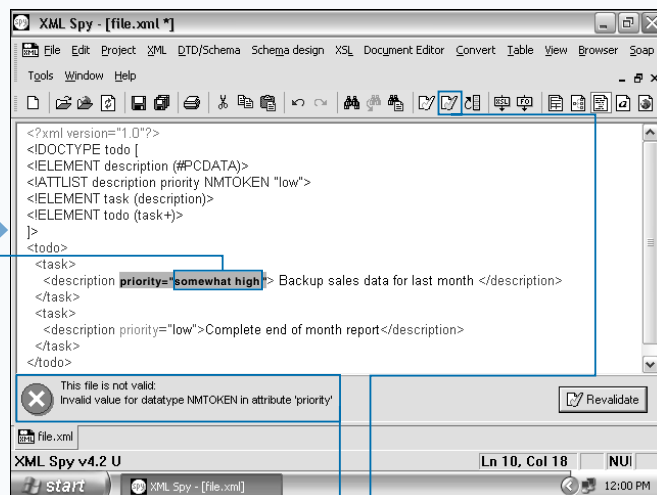 XML Spy - [file.xml *]
File Edit Project XML DTD/Schema Schema design XSL Document Editor Convert Table View Browser Soap
Tools Window Help
<?xml version="1.0"?>
<!DOCTYPE todo [
<!ELEMENT description (#PCDATA)>
<!ATTLIST description priority NMTOKEN "low">
<!ELEMENT task (description)>
<!ELEMENT todo (task+)>
]>
<todo>
<task>
<description priority="somewhat high"> Backup sales data for last month </description>
</task>
<task>
<description priority="low">Complete end of month report</description>
</task>
</todo>
This file is not valid:
Invalid value for datatype NMTOKEN in attribute 'priority'
Revalidate
file.xml
XML Spy v4.2 U
Ln 10, Col 18
NUI
start
XML Spy - [file.xml]
12:00 PM